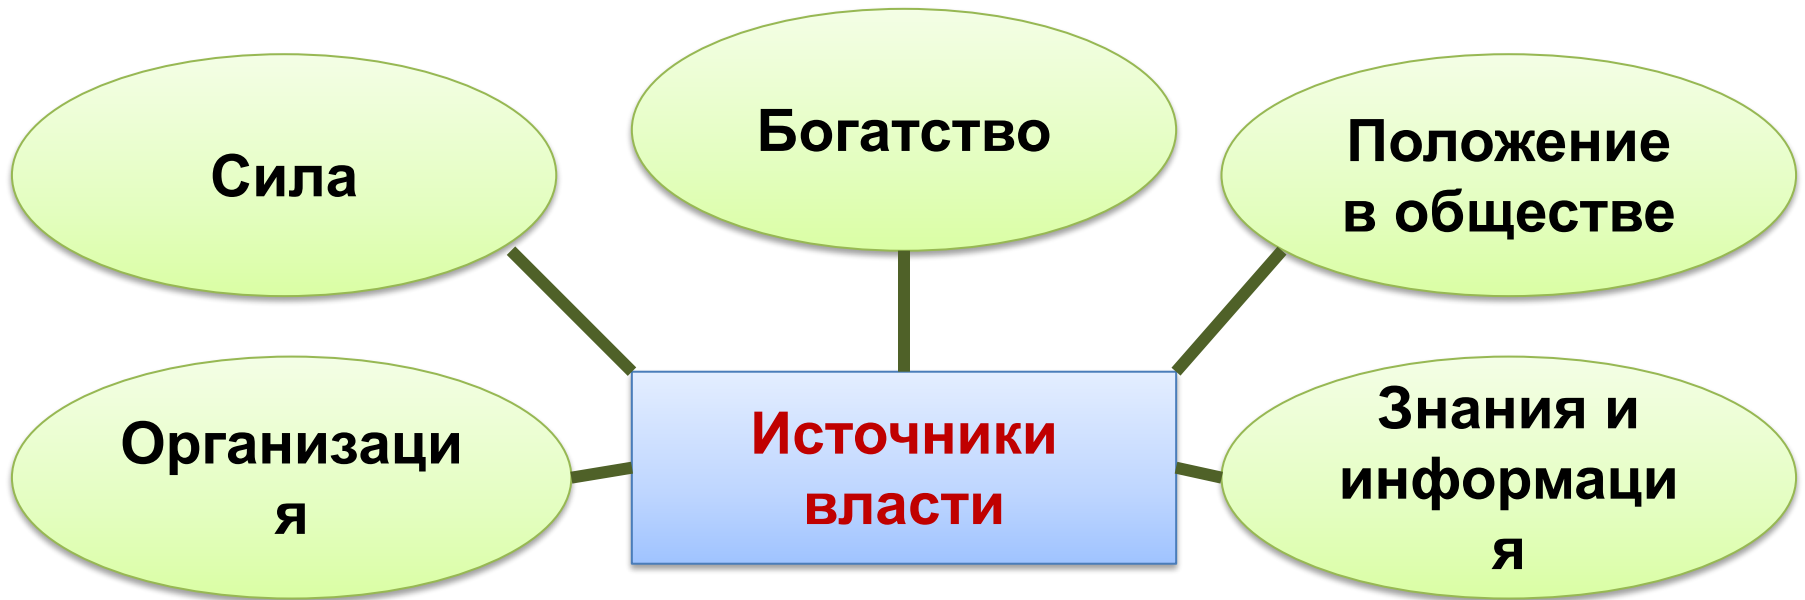 Сила
Богатство
Положение
в обществе
Организаци
я
Источники
власти
Знания и
информаци
я